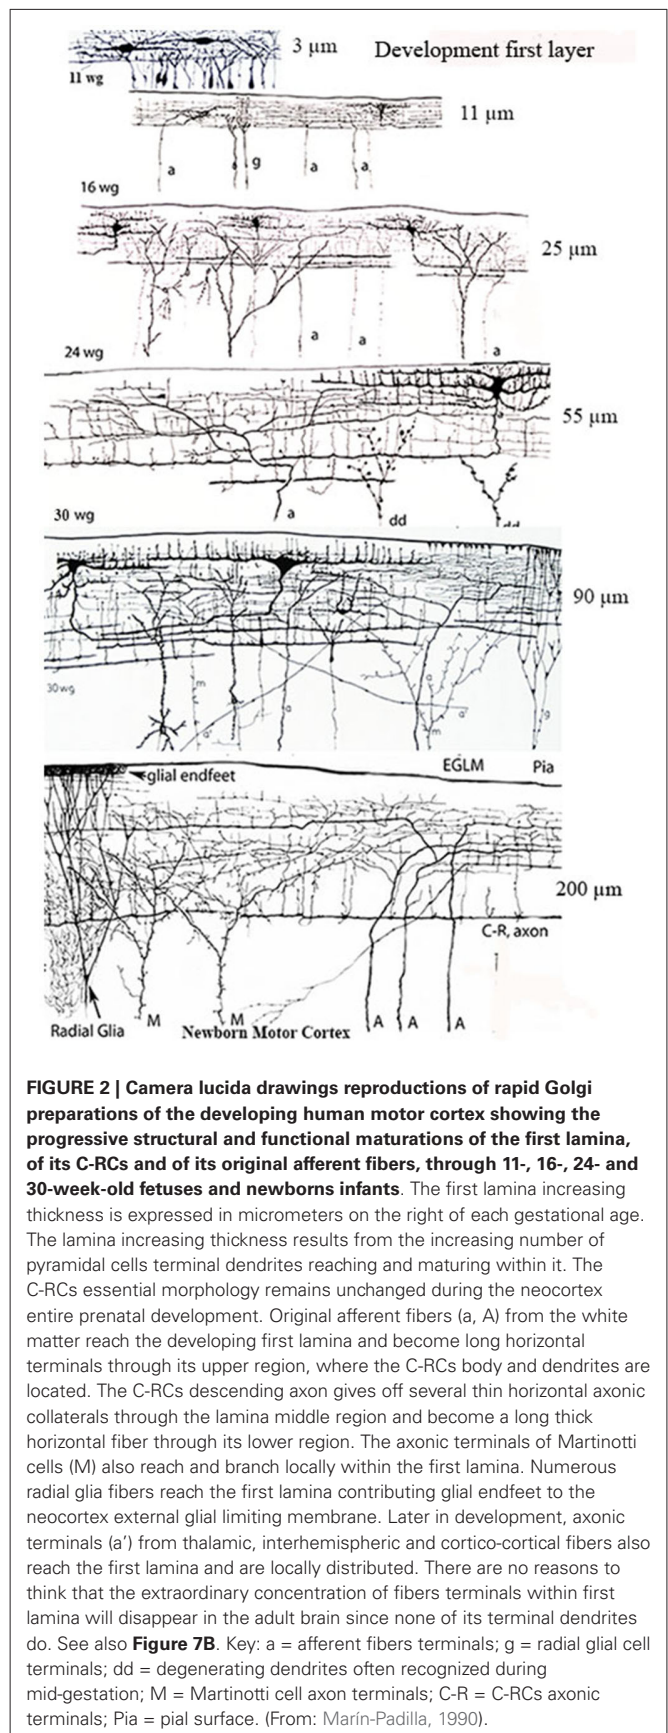 3 µm Development first layer
11 wg
11 µm
a g a a
16 wg
25 µm
a a a
24 wg
55 µm
30 wg a dd dd
90 µm
30wg m a' a a m a' g
EGLM Pia
glial endfeet
200 µm
C-R, axon
Radial Glia M Newborn Motor Cortex M A A A
FIGURE 2 | Camera lucida drawings reproductions of rapid Golgi
preparations of the developing human motor cortex showing the
progressive structural and functional maturations of the first lamina,
of its C-RCs and of its original afferent fibers, through 11-, 16-, 24- and
30-week-old fetuses and newborns infants. The first lamina increasing
thickness is expressed in micrometers on the right of each gestational age.
The lamina increasing thickness results from the increasing number of
pyramidal cells terminal dendrites reaching and maturing within it. The
C-RCs essential morphology remains unchanged during the neocortex
entire prenatal development. Original afferent fibers (a, A) from the white
matter reach the developing first lamina and become long horizontal
terminals through its upper region, where the C-RCs body and dendrites are
located. The C-RCs descending axon gives off several thin horizontal axonic
collaterals through the lamina middle region and become a long thick
horizontal fiber through its lower region. The axonic terminals of Martinotti
cells (M) also reach and branch locally within the first lamina. Numerous
radial glia fibers reach the first lamina contributing glial endfeet to the
neocortex external glial limiting membrane. Later in development, axonic
terminals (a') from thalamic, interhemispheric and cortico-cortical fibers also
reach the first lamina and are locally distributed. There are no reasons to
think that the extraordinary concentration of fibers terminals within first
lamina will disappear in the adult brain since none of its terminal dendrites
do. See also Figure 7B. Key: a = afferent fibers terminals; g = radial glial cell
terminals; dd = degenerating dendrites often recognized during
mid-gestation; M = Martinotti cell axon terminals; C-R = C-RCs axonic
terminals; Pia = pial surface. (From: Marín-Padilla, 1990).